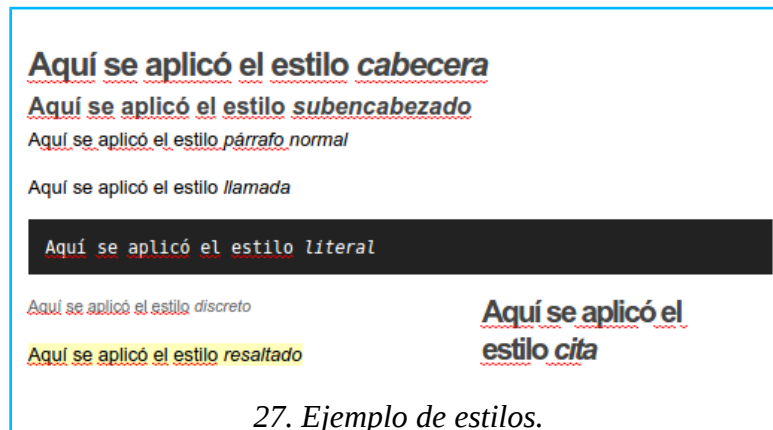 Aquí se aplicó el estilo cabecera
Aquí se aplicó el estilo subencabezado
Aquí se aplicó el estilo párrafo normal
Aquí se aplicó el estilo llamada
Aquí se aplicó el estilo literal
Aquí se aplicó el estilo discreto
Aquí se aplicó el estilo resaltado
Aquí se aplicó el
estilo cita
27. Ejemplo de estilos.